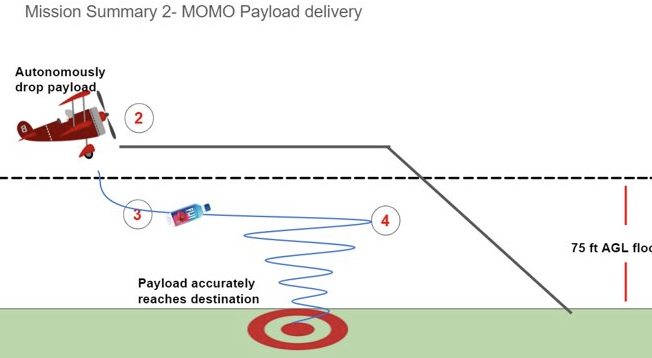 Mission Summary 2- MOMO Payload delivery
Autonomously
drop payload
2
8
3
4
75 ft AGL floo
Payload accurately
reaches destination